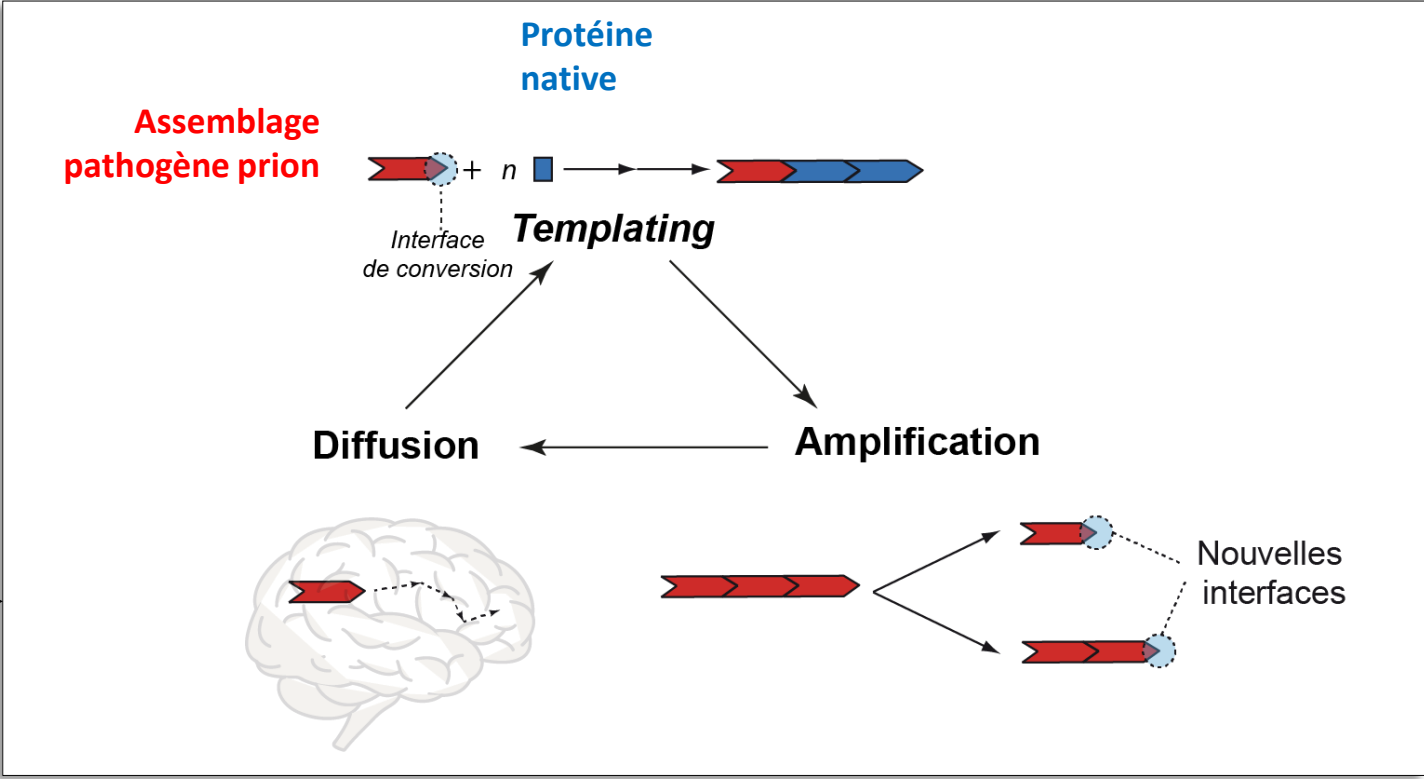 Protéine
native
Assemblage
pathogène prion
+ n
Interface
de conversion
Templating
Diffusion
Amplification
Nouvelles
interfaces